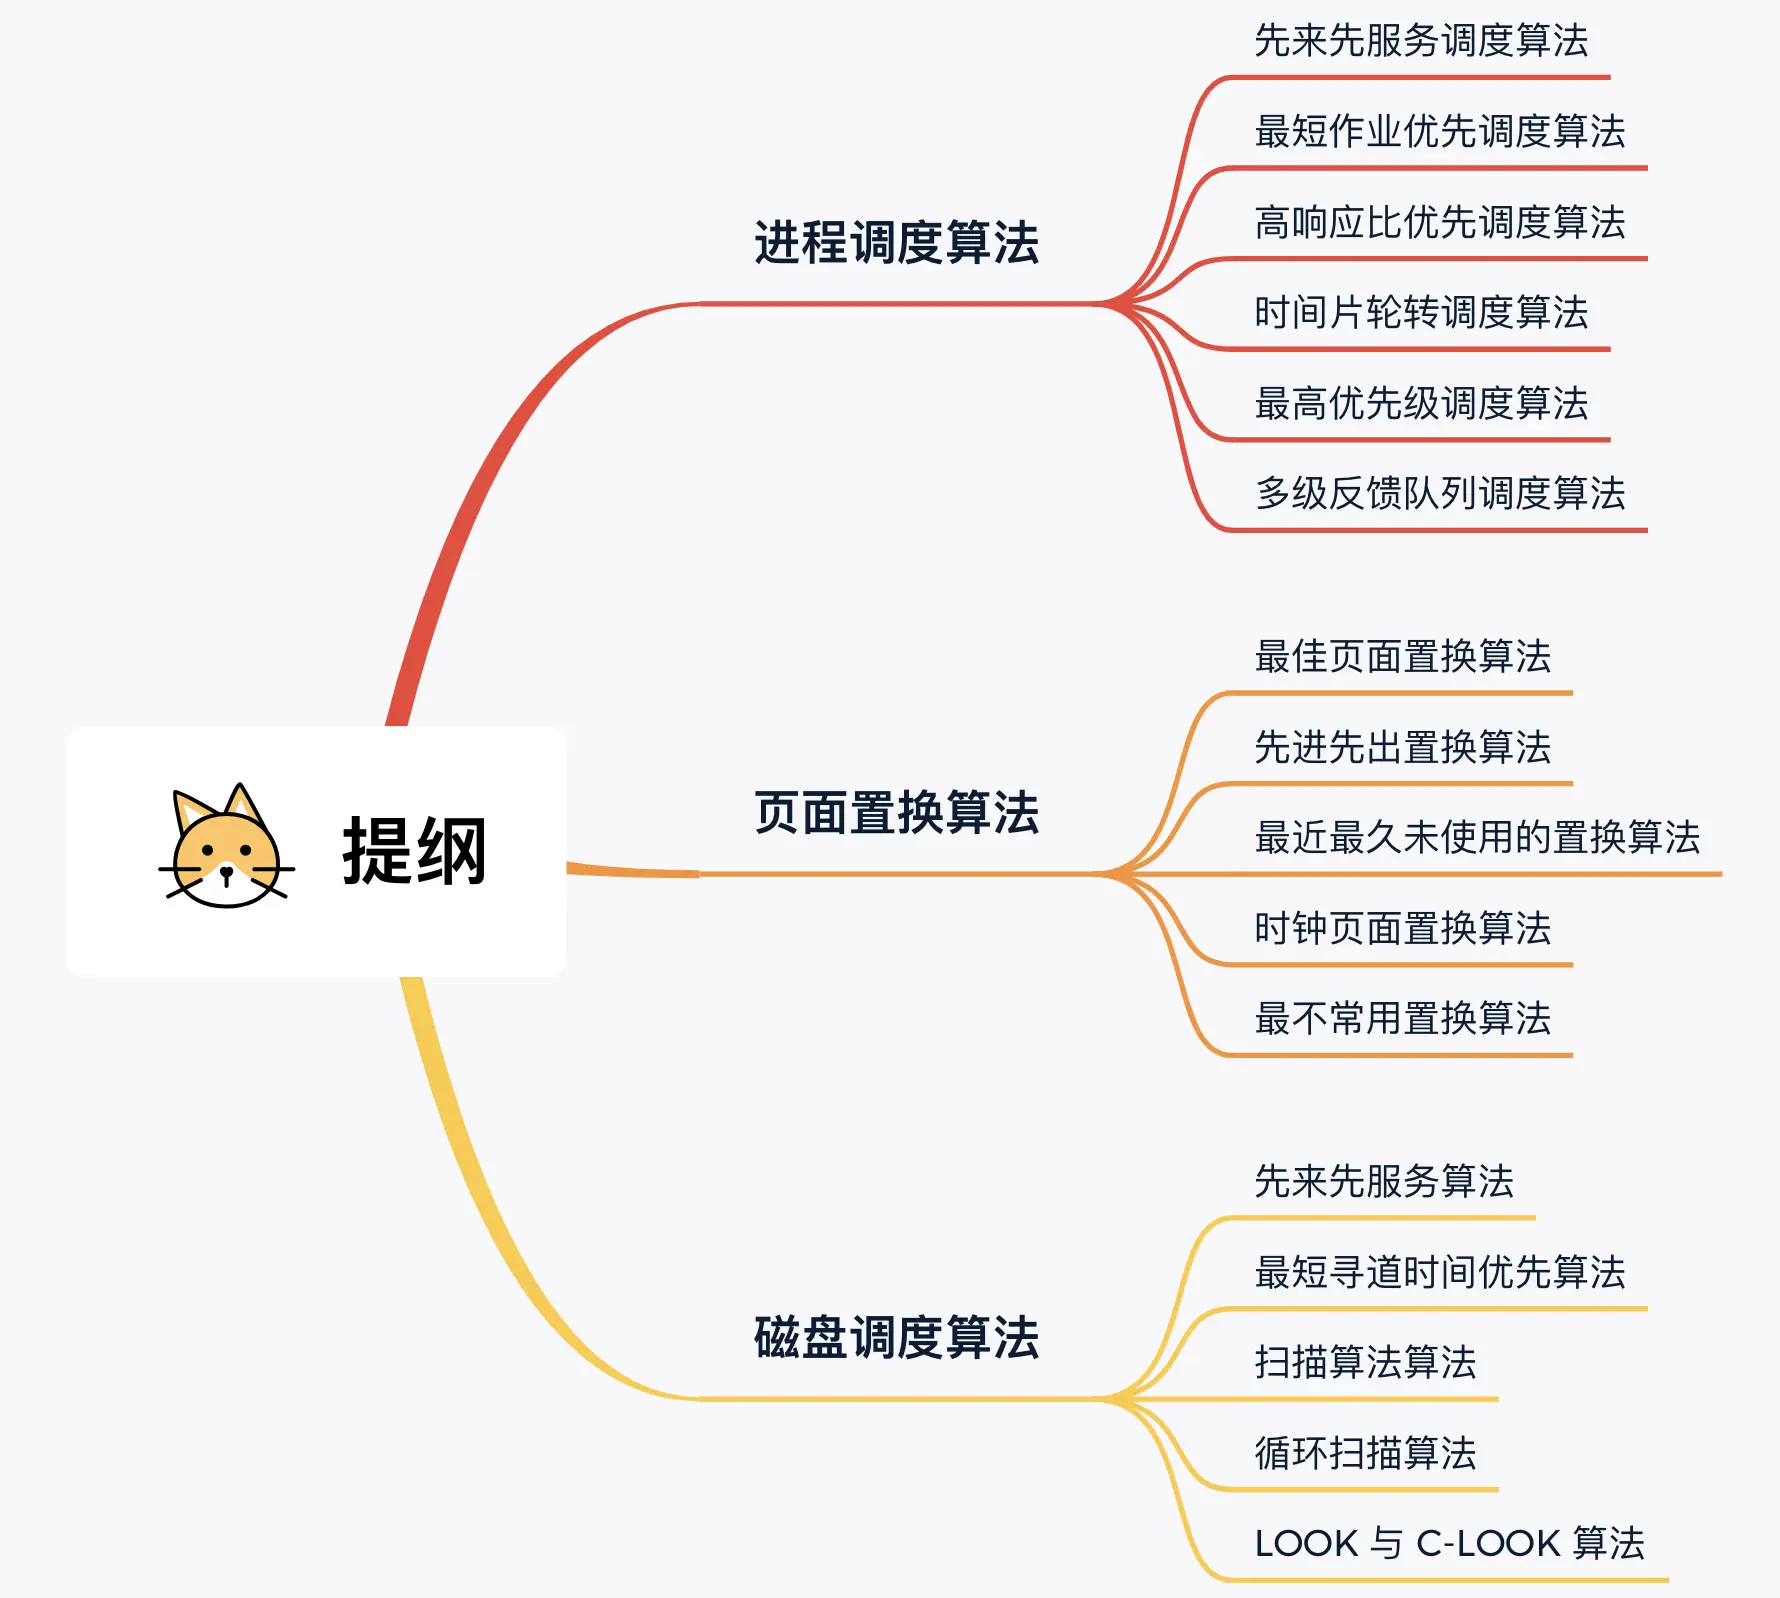 提纲
进程调度算法
先来先服务调度算法
最短作业优先调度算法
高响应比优先调度算法
时间片轮转调度算法
最高优先级调度算法
多级反馈队列调度算法
页面置换算法
最佳页面置换算法
先进先出置换算法
最近最久未使用的置换算法
时钟页面置换算法
最不常用置换算法
磁盘调度算法
先来先服务算法
最短寻道时间优先算法
扫描算法算法
循环扫描算法
LOOK 与 C-LOOK 算法